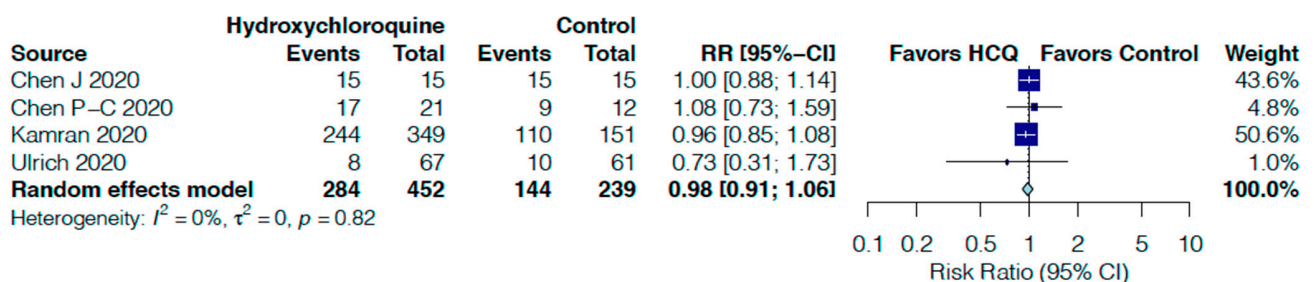 Hydroxychloroquine Control
Source Events Total Events Total RR [95%−CI] Favors HCQ Favors Control Weight
Chen J 2020 15 15 15 15 1.00 [0.88; 1.14] 43.6%
Chen P−C 2020 17 21 9 12 1.08 [0.73; 1.59] 4.8%
Kamran 2020 244 349 110 151 0.96 [0.85; 1.08] 50.6%
Ulrich 2020 8 67 10 61 0.73 [0.31; 1.73] 1.0%
Random effects model 284 452 144 239 0.98 [0.91; 1.06] 100.0%
Heterogeneity: I² = 0%, τ² = 0, p = 0.82
0.1 0.2 0.5 1 2 5 10
Risk Ratio (95% CI)